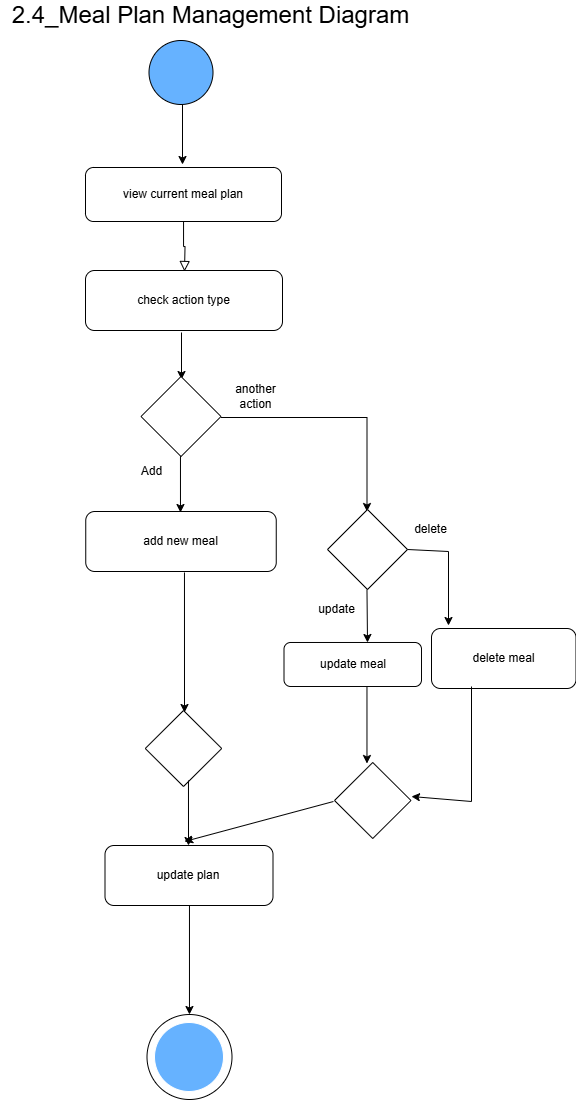 2.4_Meal Plan Management Diagram
view current meal plan
check action type
another
action
Add
add new meal
delete
update
update meal
delete meal
update plan